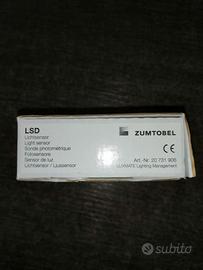 LSD
Lichtsensor
Light sensor
Sonde photométrique
Fotosensore
Sensor de luz
Lichtsensor / Ljussensor
ZUMTOBEL
CE
Art.-Nr. 20 731 906
LUXMATE Lighting Management
subito